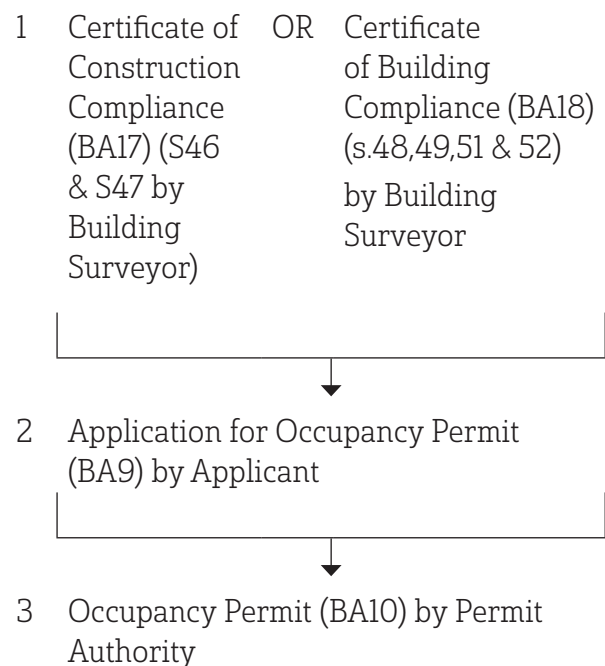 1 Certificate of OR Certificate
Construction of Building
Compliance Compliance (BA18)
(BA17) (S46 (s.48,49,51 & 52)
& S47 by by Building
Building Surveyor
Surveyor)
2 Application for Occupancy Permit
(BA9) by Applicant
3 Occupancy Permit (BA10) by Permit
Authority